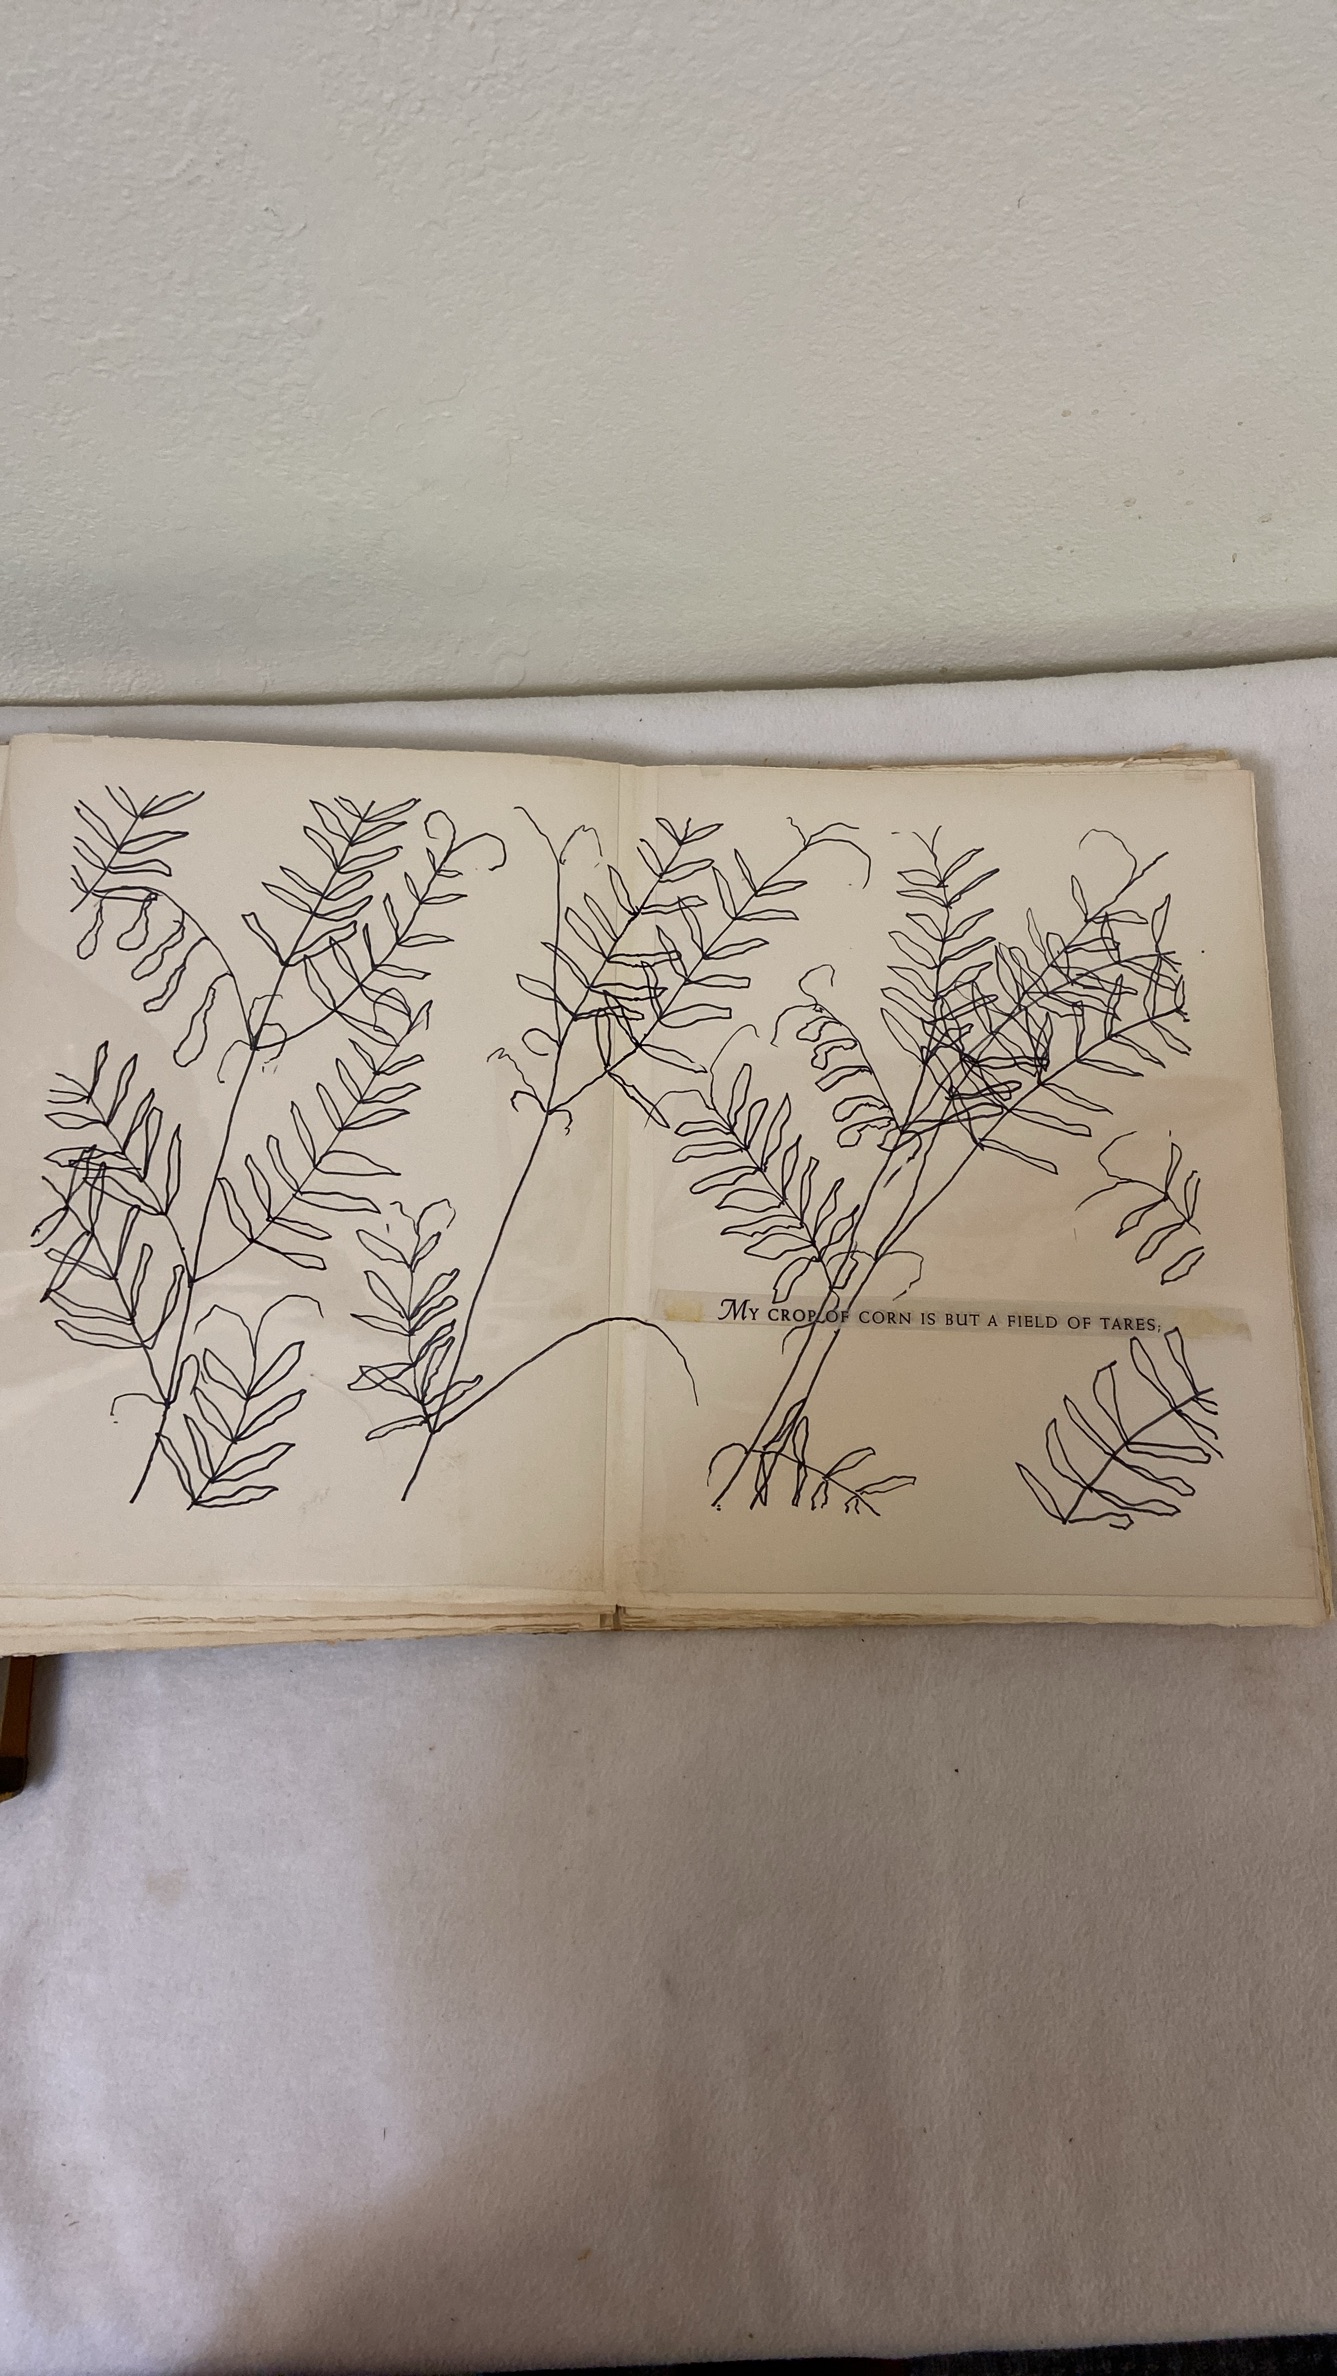 My crop of corn is but a field of tares;